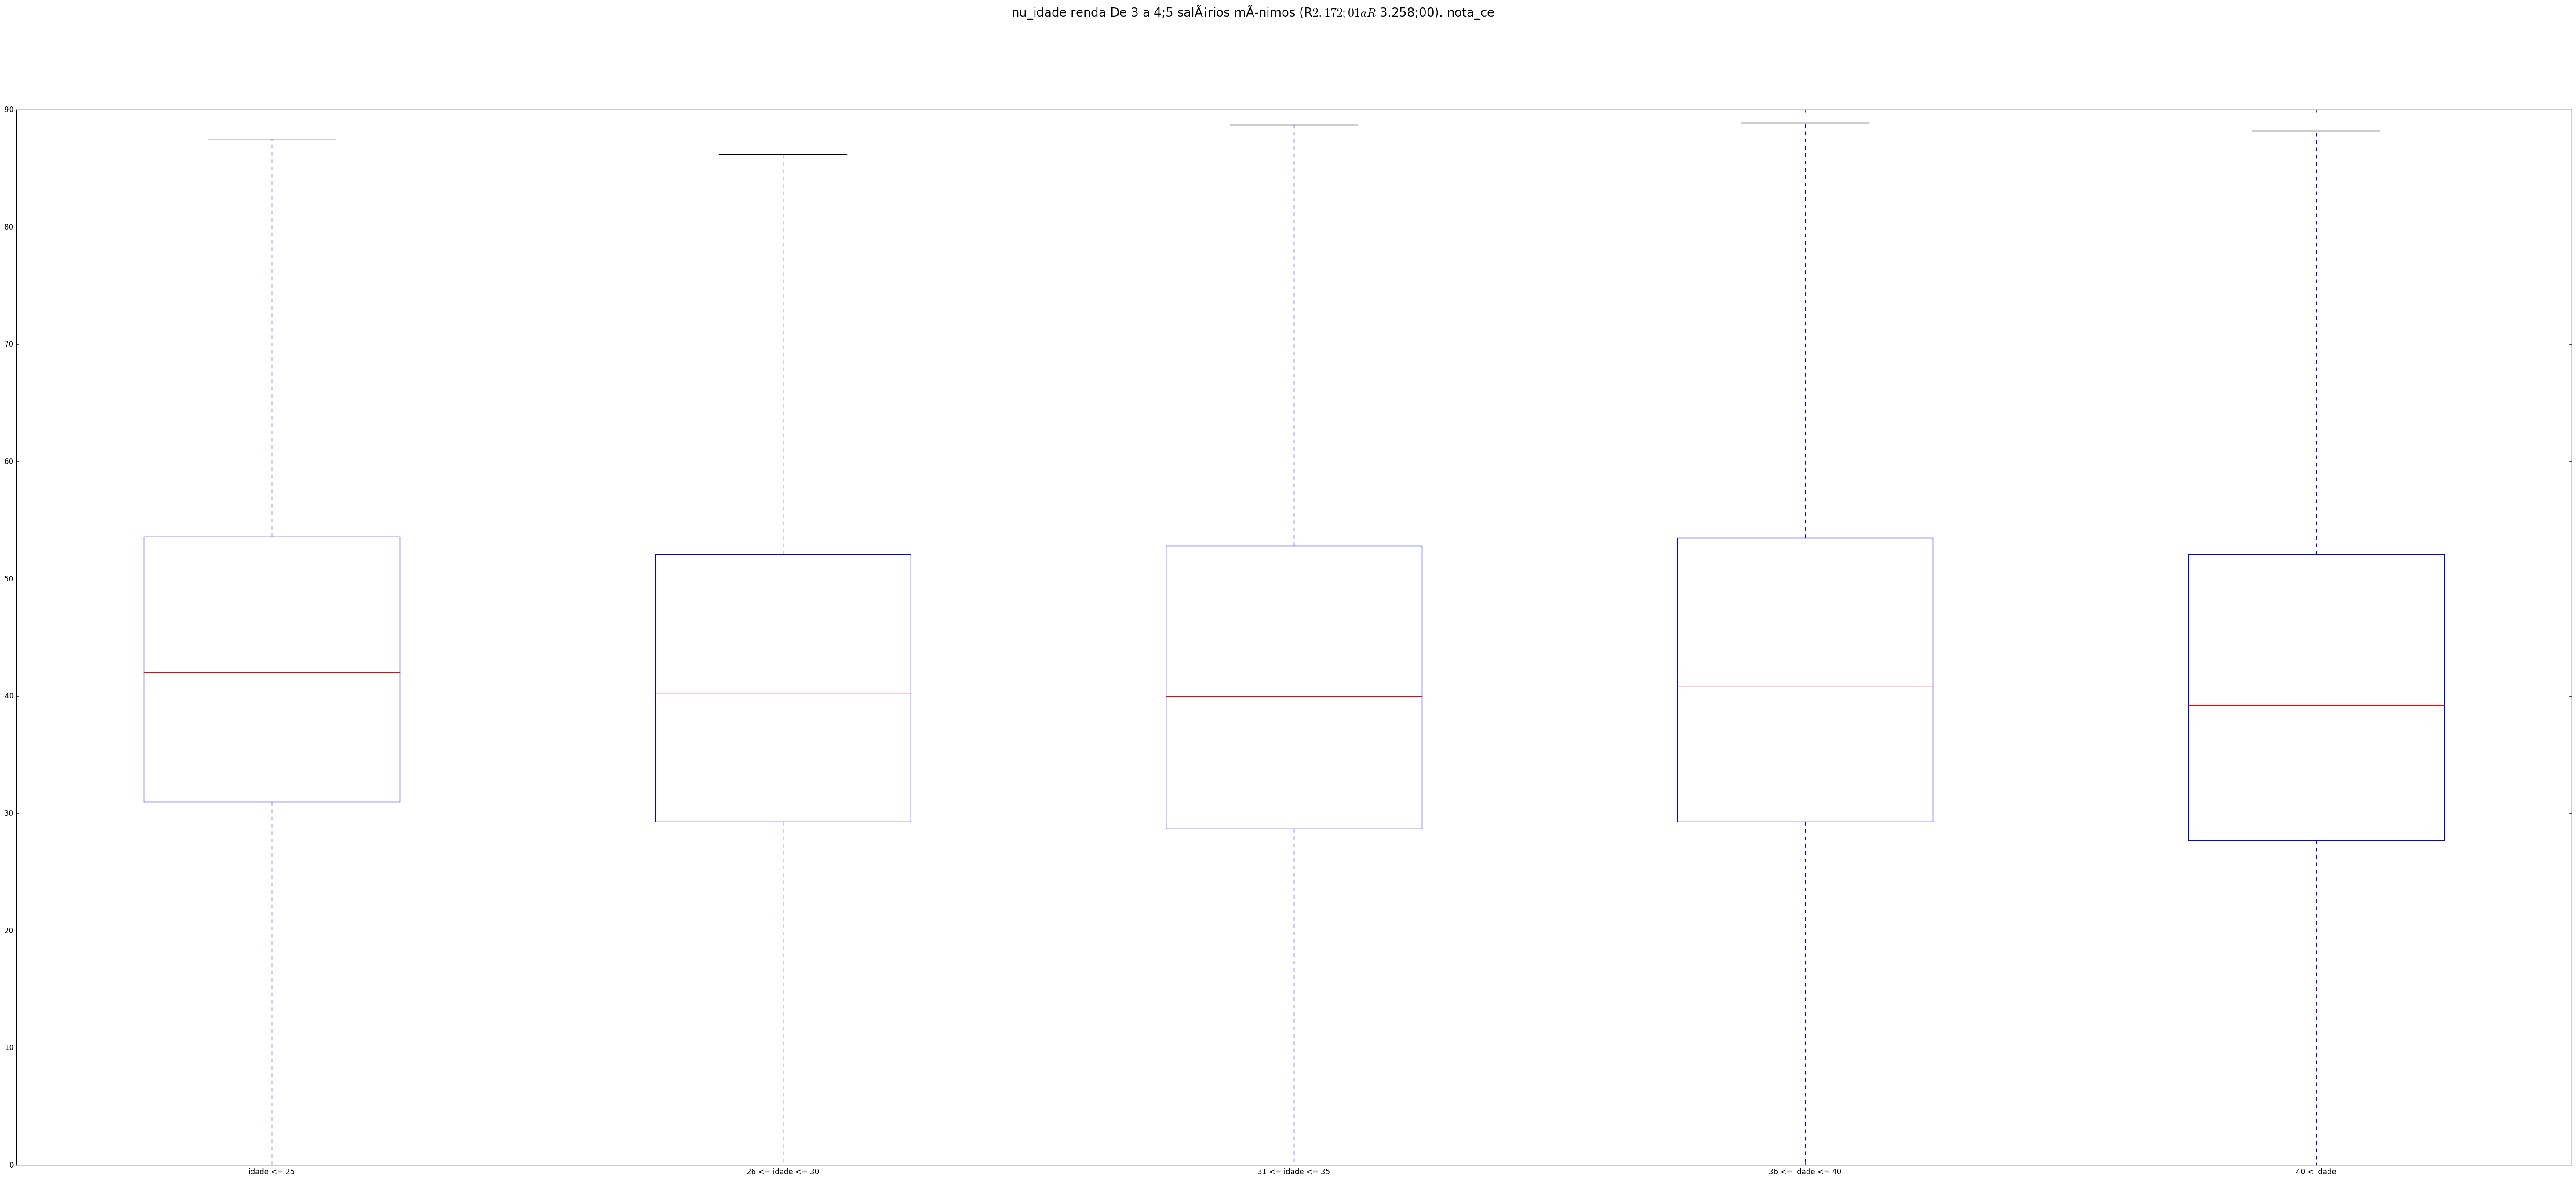 nu_idade renda De 3 a 4;5 salÃ¡rios mÃ­-nimos (R2.172;01aR 3.258;00). nota_ce
90
80
70
60
50
40
30
20
10
0
idade <= 25
26 <= idade <= 30
31 <= idade <= 35
36 <= idade <= 40
40 < idade